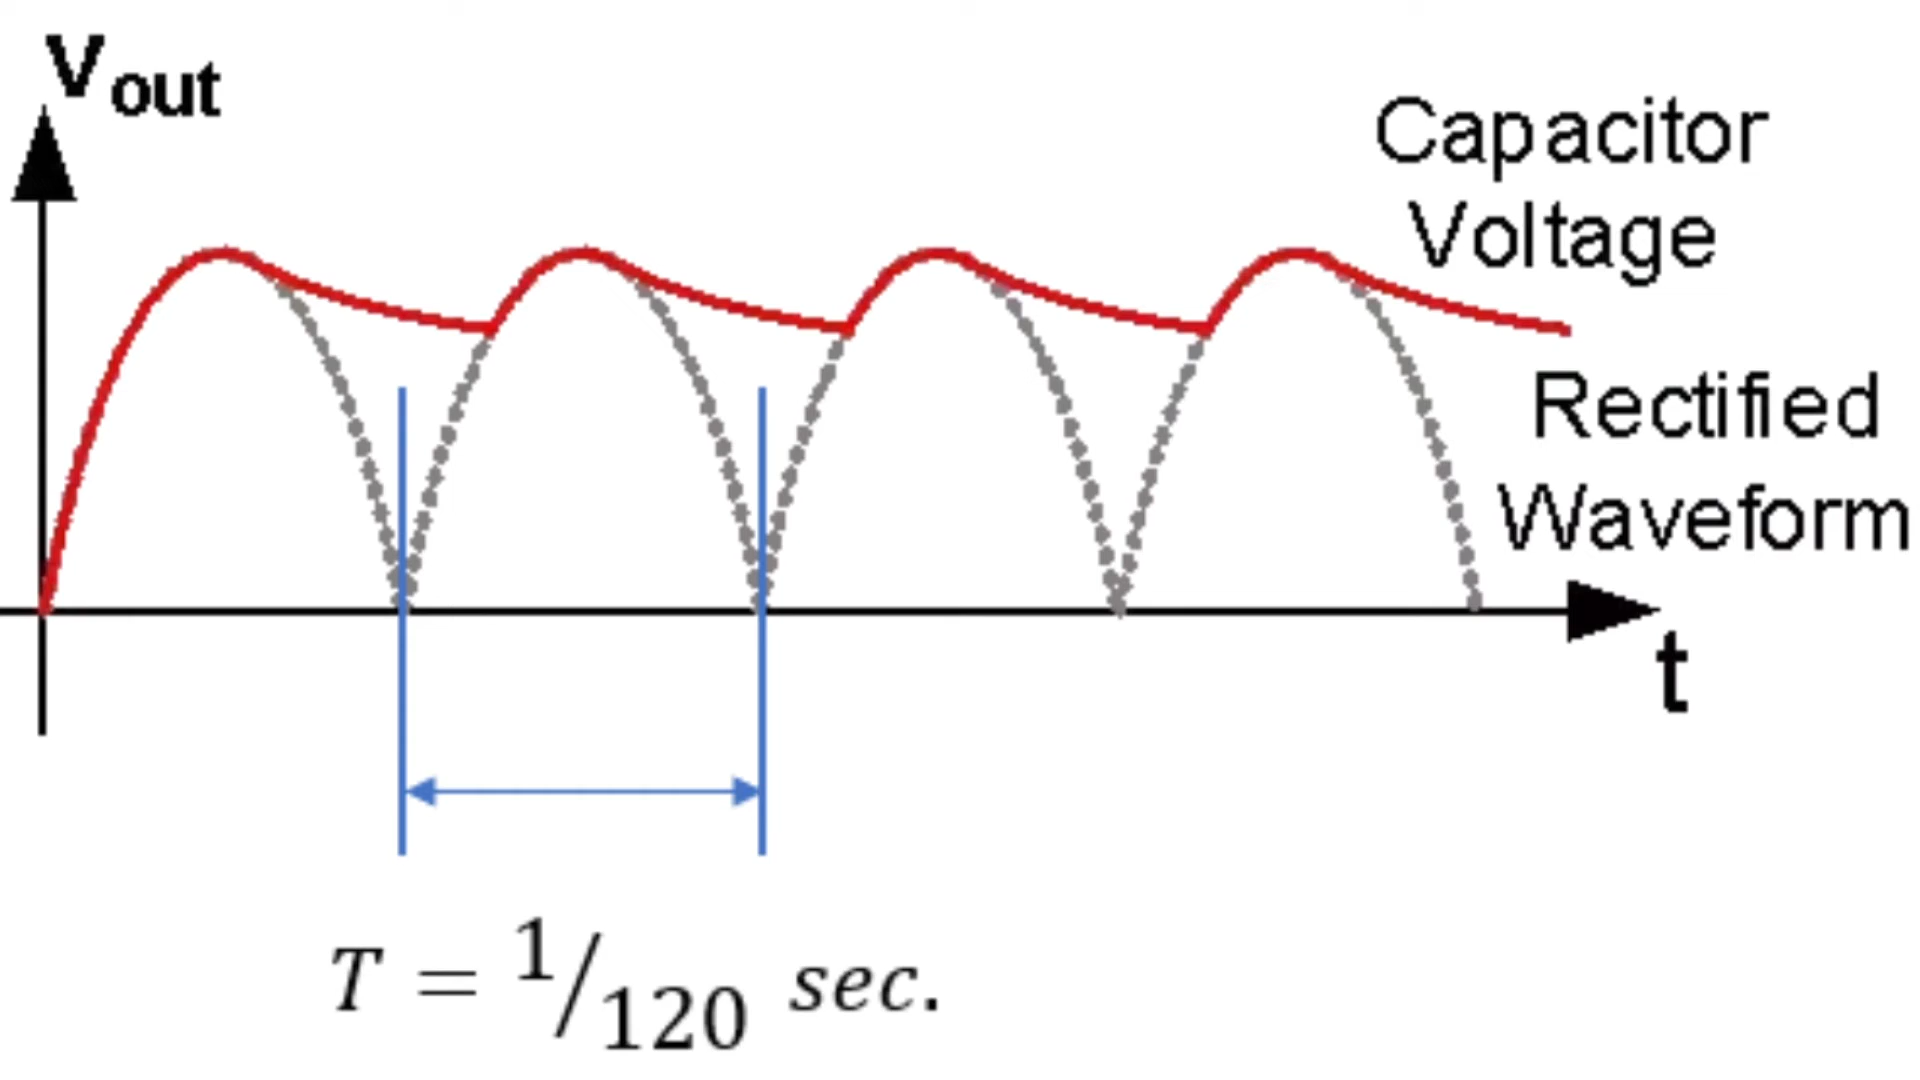 Vout
Capacitor
Voltage
Rectified
Waveform
t
T = 1/120 sec.